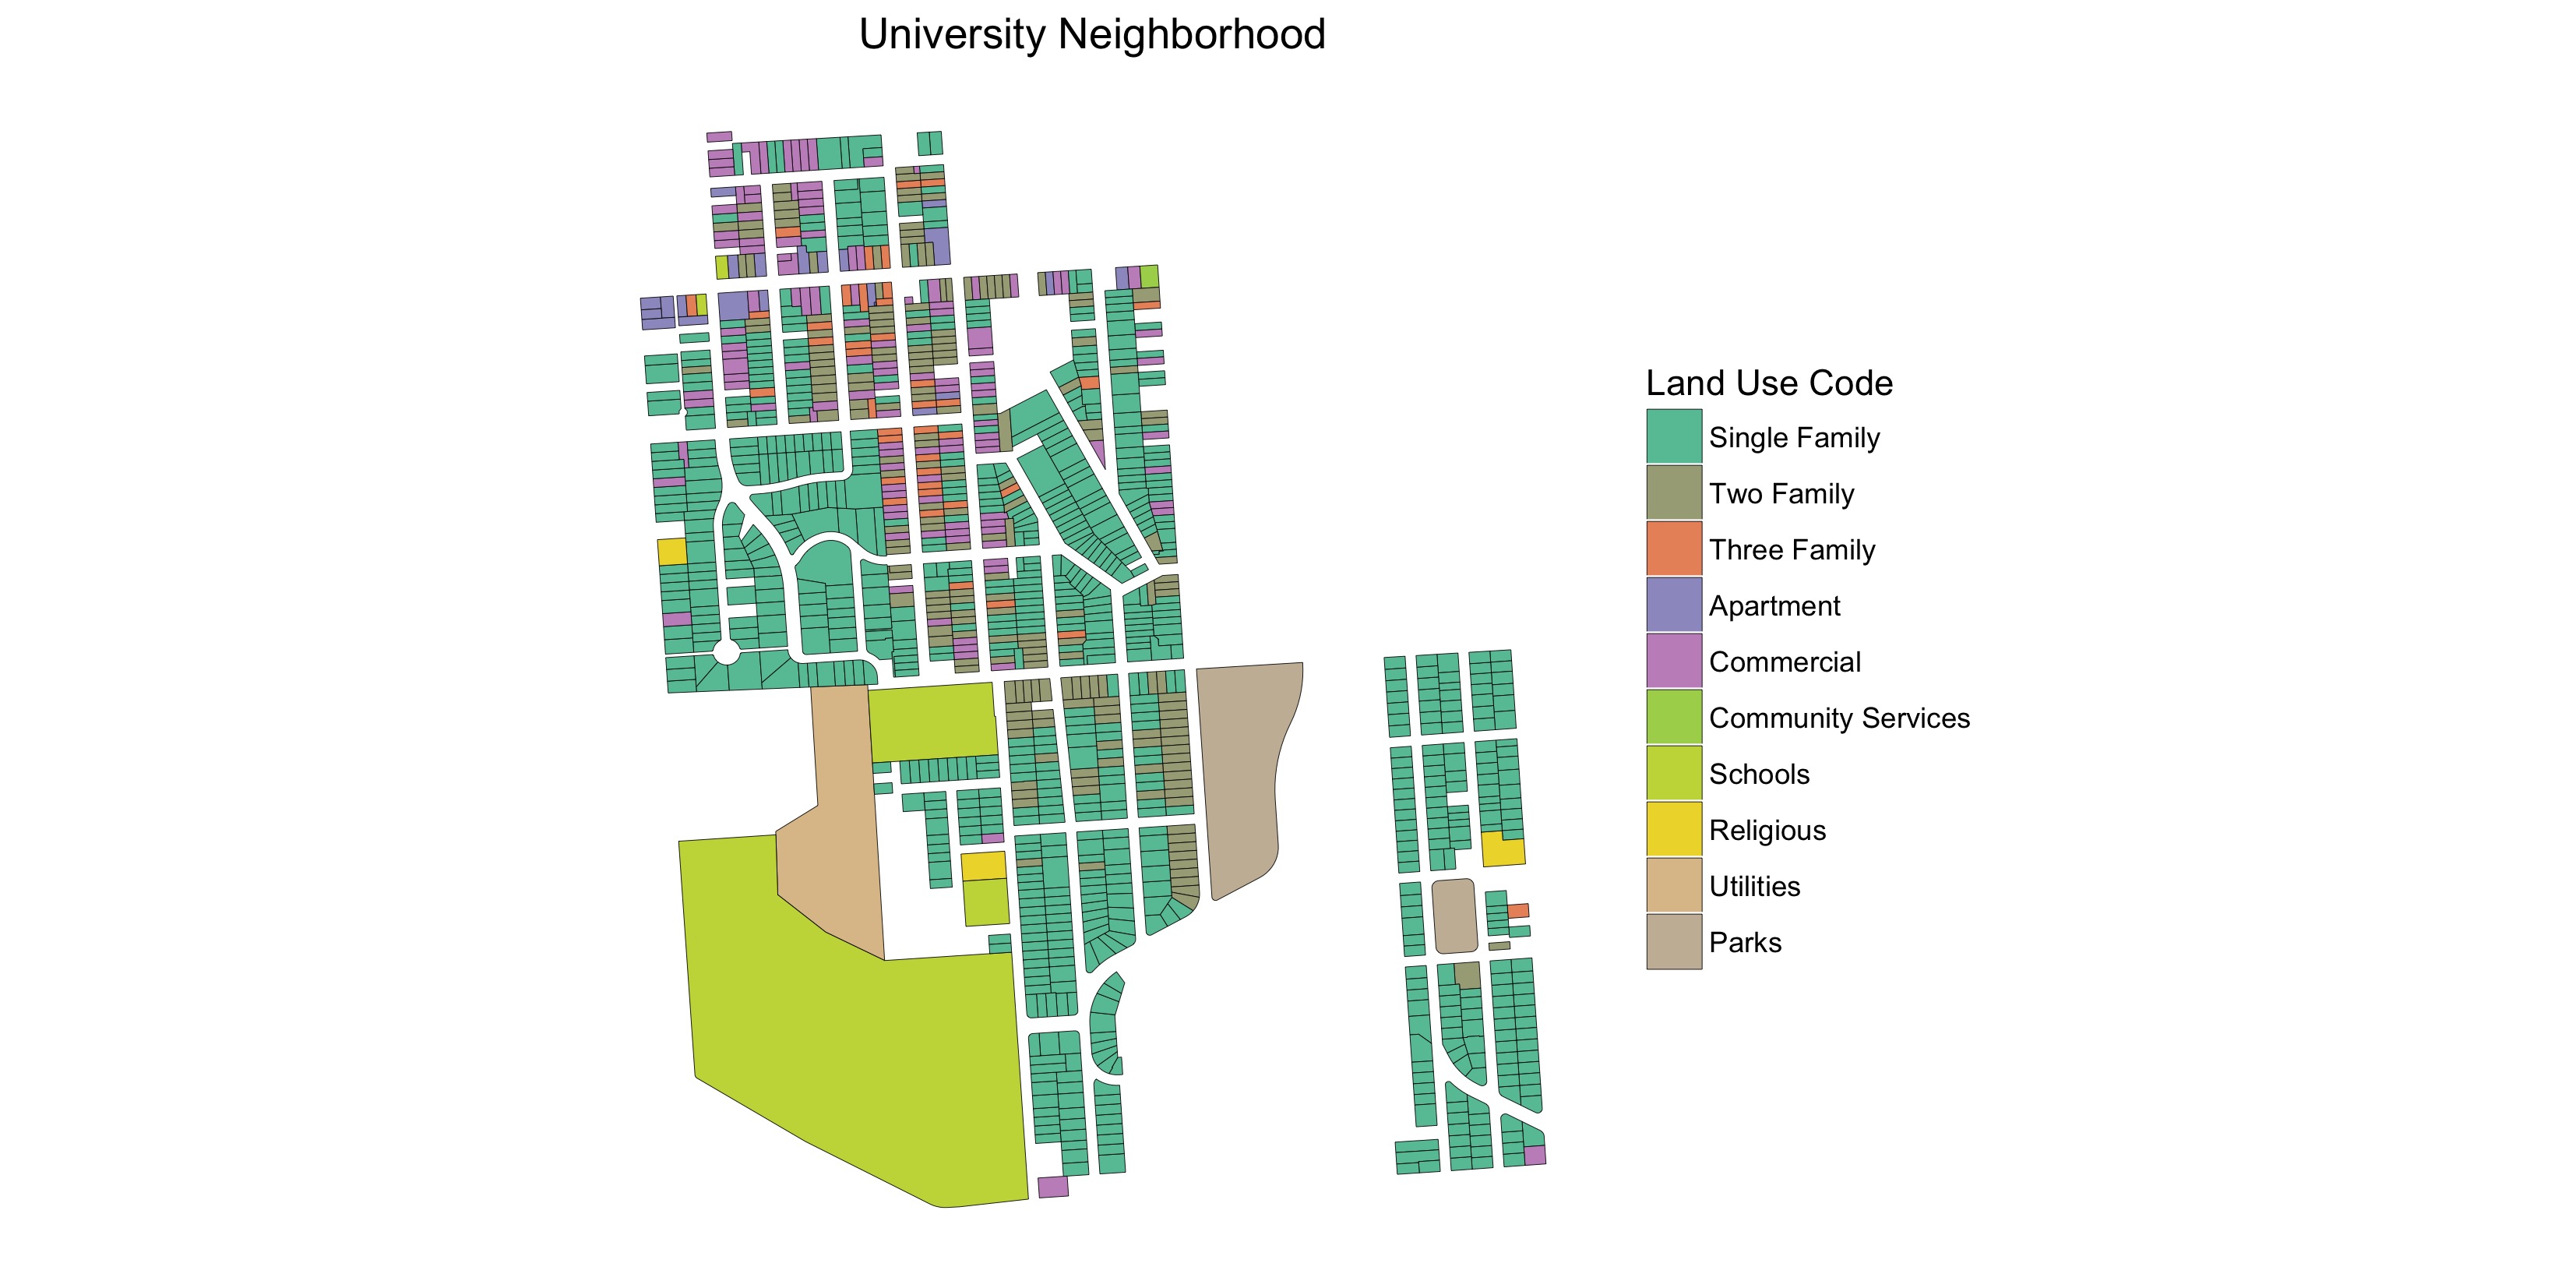 University Neighborhood
Land Use Code
Single Family
Two Family
Three Family
Apartment
Commercial
Community Services
Schools
Religious
Utilities
Parks